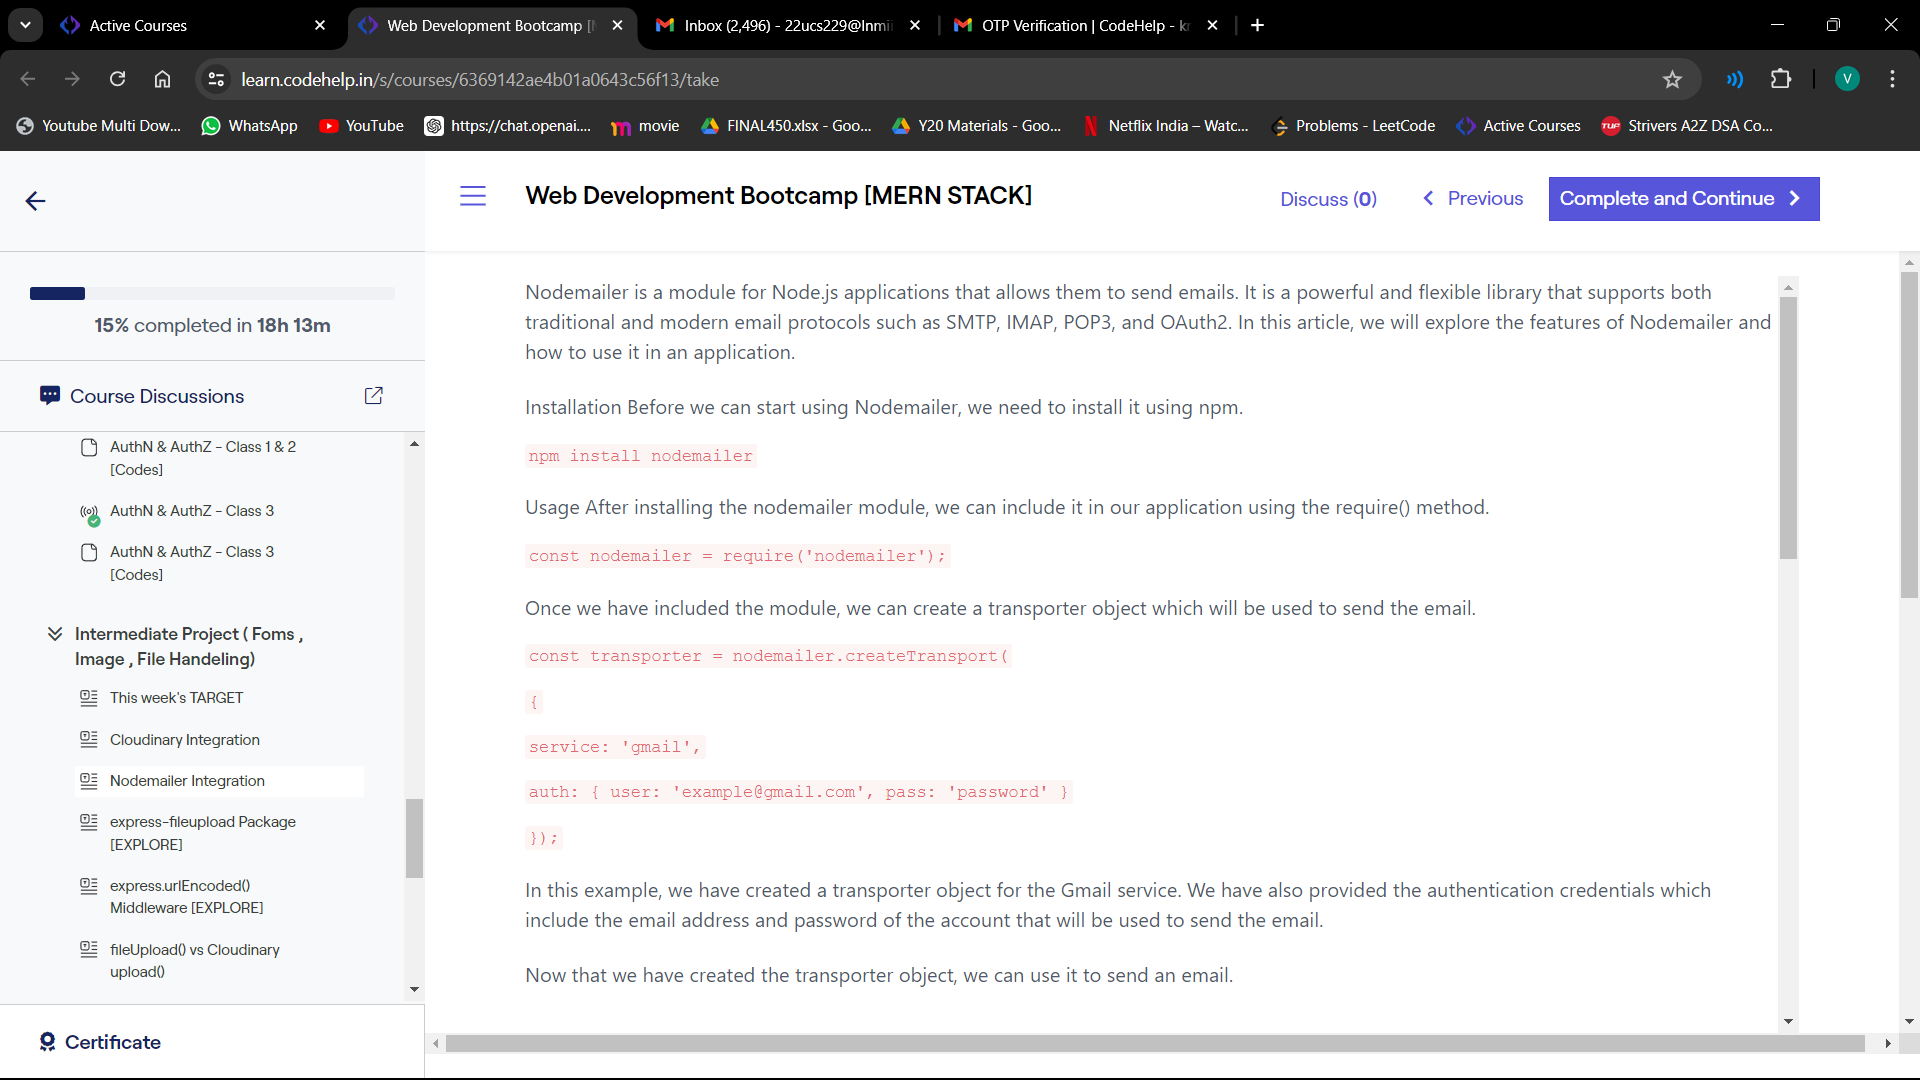 Active Courses
Web Development Bootcamp [
Inbox (2,496) - 22ucs229@lnmi
OTP Verification | CodeHelp - k
learn.codehelp.in/s/courses/6369142ae4b01a0643c56f13/take
V
Youtube Multi Dow...
WhatsApp
YouTube
https://chat.openai....
movie
FINAL450.xlsx - Goo...
Y20 Materials - Goo...
Netflix India – Watc...
Problems - LeetCode
Active Courses
TUF
Strivers A2Z DSA Co...
Web Development Bootcamp [MERN STACK]
Discuss (0)
Previous
Complete and Continue
15% completed in 18h 13m
Course Discussions
AuthN & AuthZ - Class 1 & 2
[Codes]
AuthN & AuthZ - Class 3
AuthN & AuthZ - Class 3
[Codes]
Intermediate Project ( Foms ,
Image , File Handeling)
This week's TARGET
Cloudinary Integration
Nodemailer Integration
express-fileupload Package
[EXPLORE]
express.urlEncoded()
Middleware [EXPLORE]
fileUpload() vs Cloudinary
upload()
Certificate
Nodemailer is a module for Node.js applications that allows them to send emails. It is a powerful and flexible library that supports both
traditional and modern email protocols such as SMTP, IMAP, POP3, and OAuth2. In this article, we will explore the features of Nodemailer and
how to use it in an application.
Installation Before we can start using Nodemailer, we need to install it using npm.
npm install nodemailer
Usage After installing the nodemailer module, we can include it in our application using the require() method.
const nodemailer = require('nodemailer');
Once we have included the module, we can create a transporter object which will be used to send the email.
const transporter = nodemailer.createTransport(
{
service: 'gmail',
auth: { user: 'example@gmail.com', pass: 'password' }
});
In this example, we have created a transporter object for the Gmail service. We have also provided the authentication credentials which
include the email address and password of the account that will be used to send the email.
Now that we have created the transporter object, we can use it to send an email.